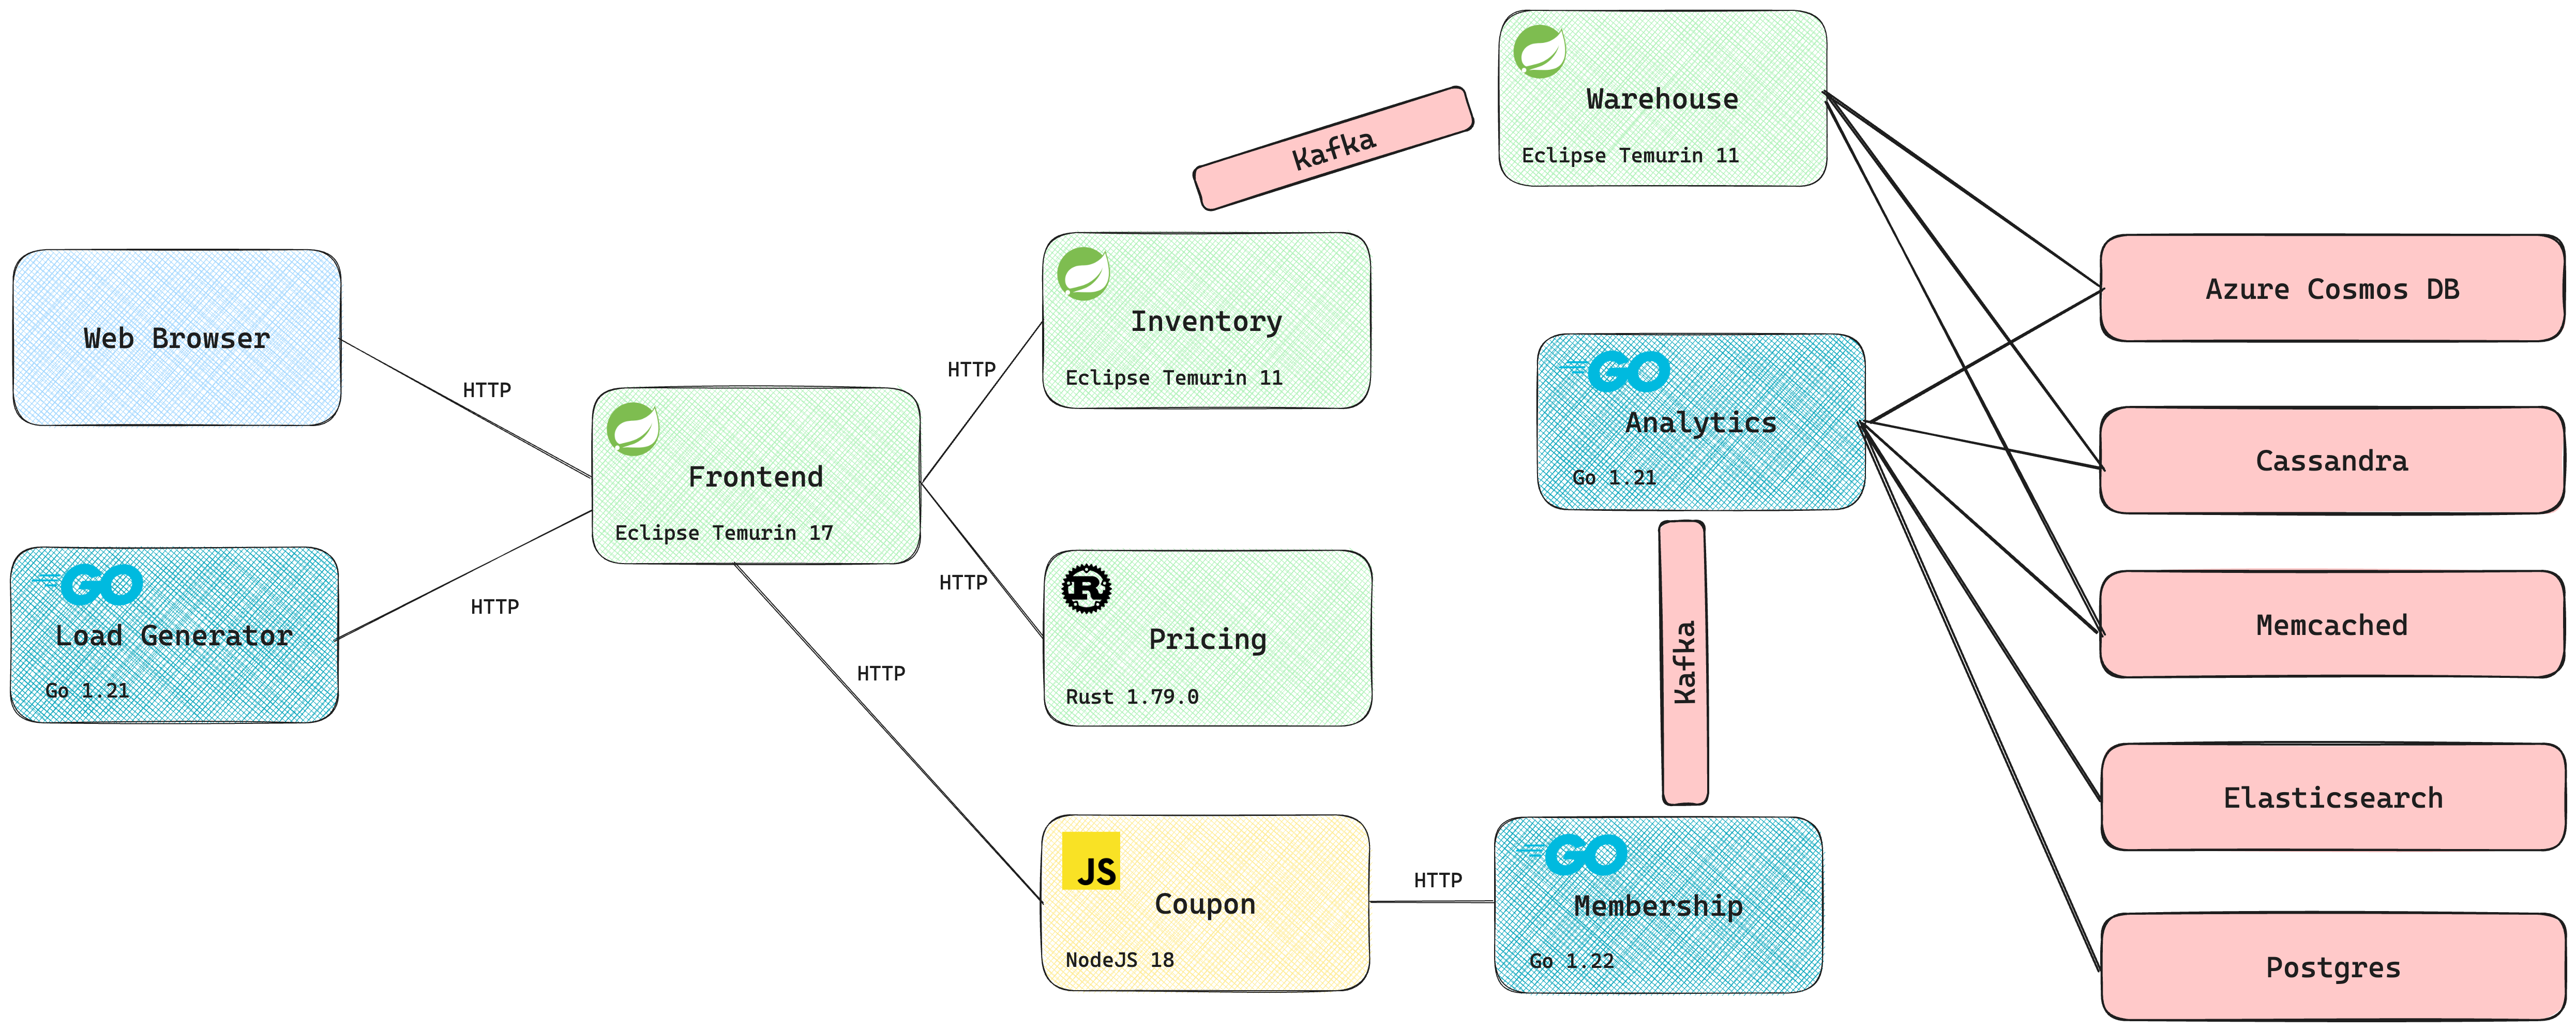 Warehouse
Eclipse Temurin 11
Kafka
Inventory
Eclipse Temurin 11
Web Browser
HTTP
HTTP
Azure Cosmos DB
GO
Analytics
Go 1.21
Cassandra
Frontend
Eclipse Temurin 17
GO
Load Generator
Go 1.21
HTTP
HTTP
R
Pricing
Rust 1.79.0
Kafka
Memcached
HTTP
Elasticsearch
JS
Coupon
NodeJS 18
HTTP
GO
Membership
Go 1.22
Postgres